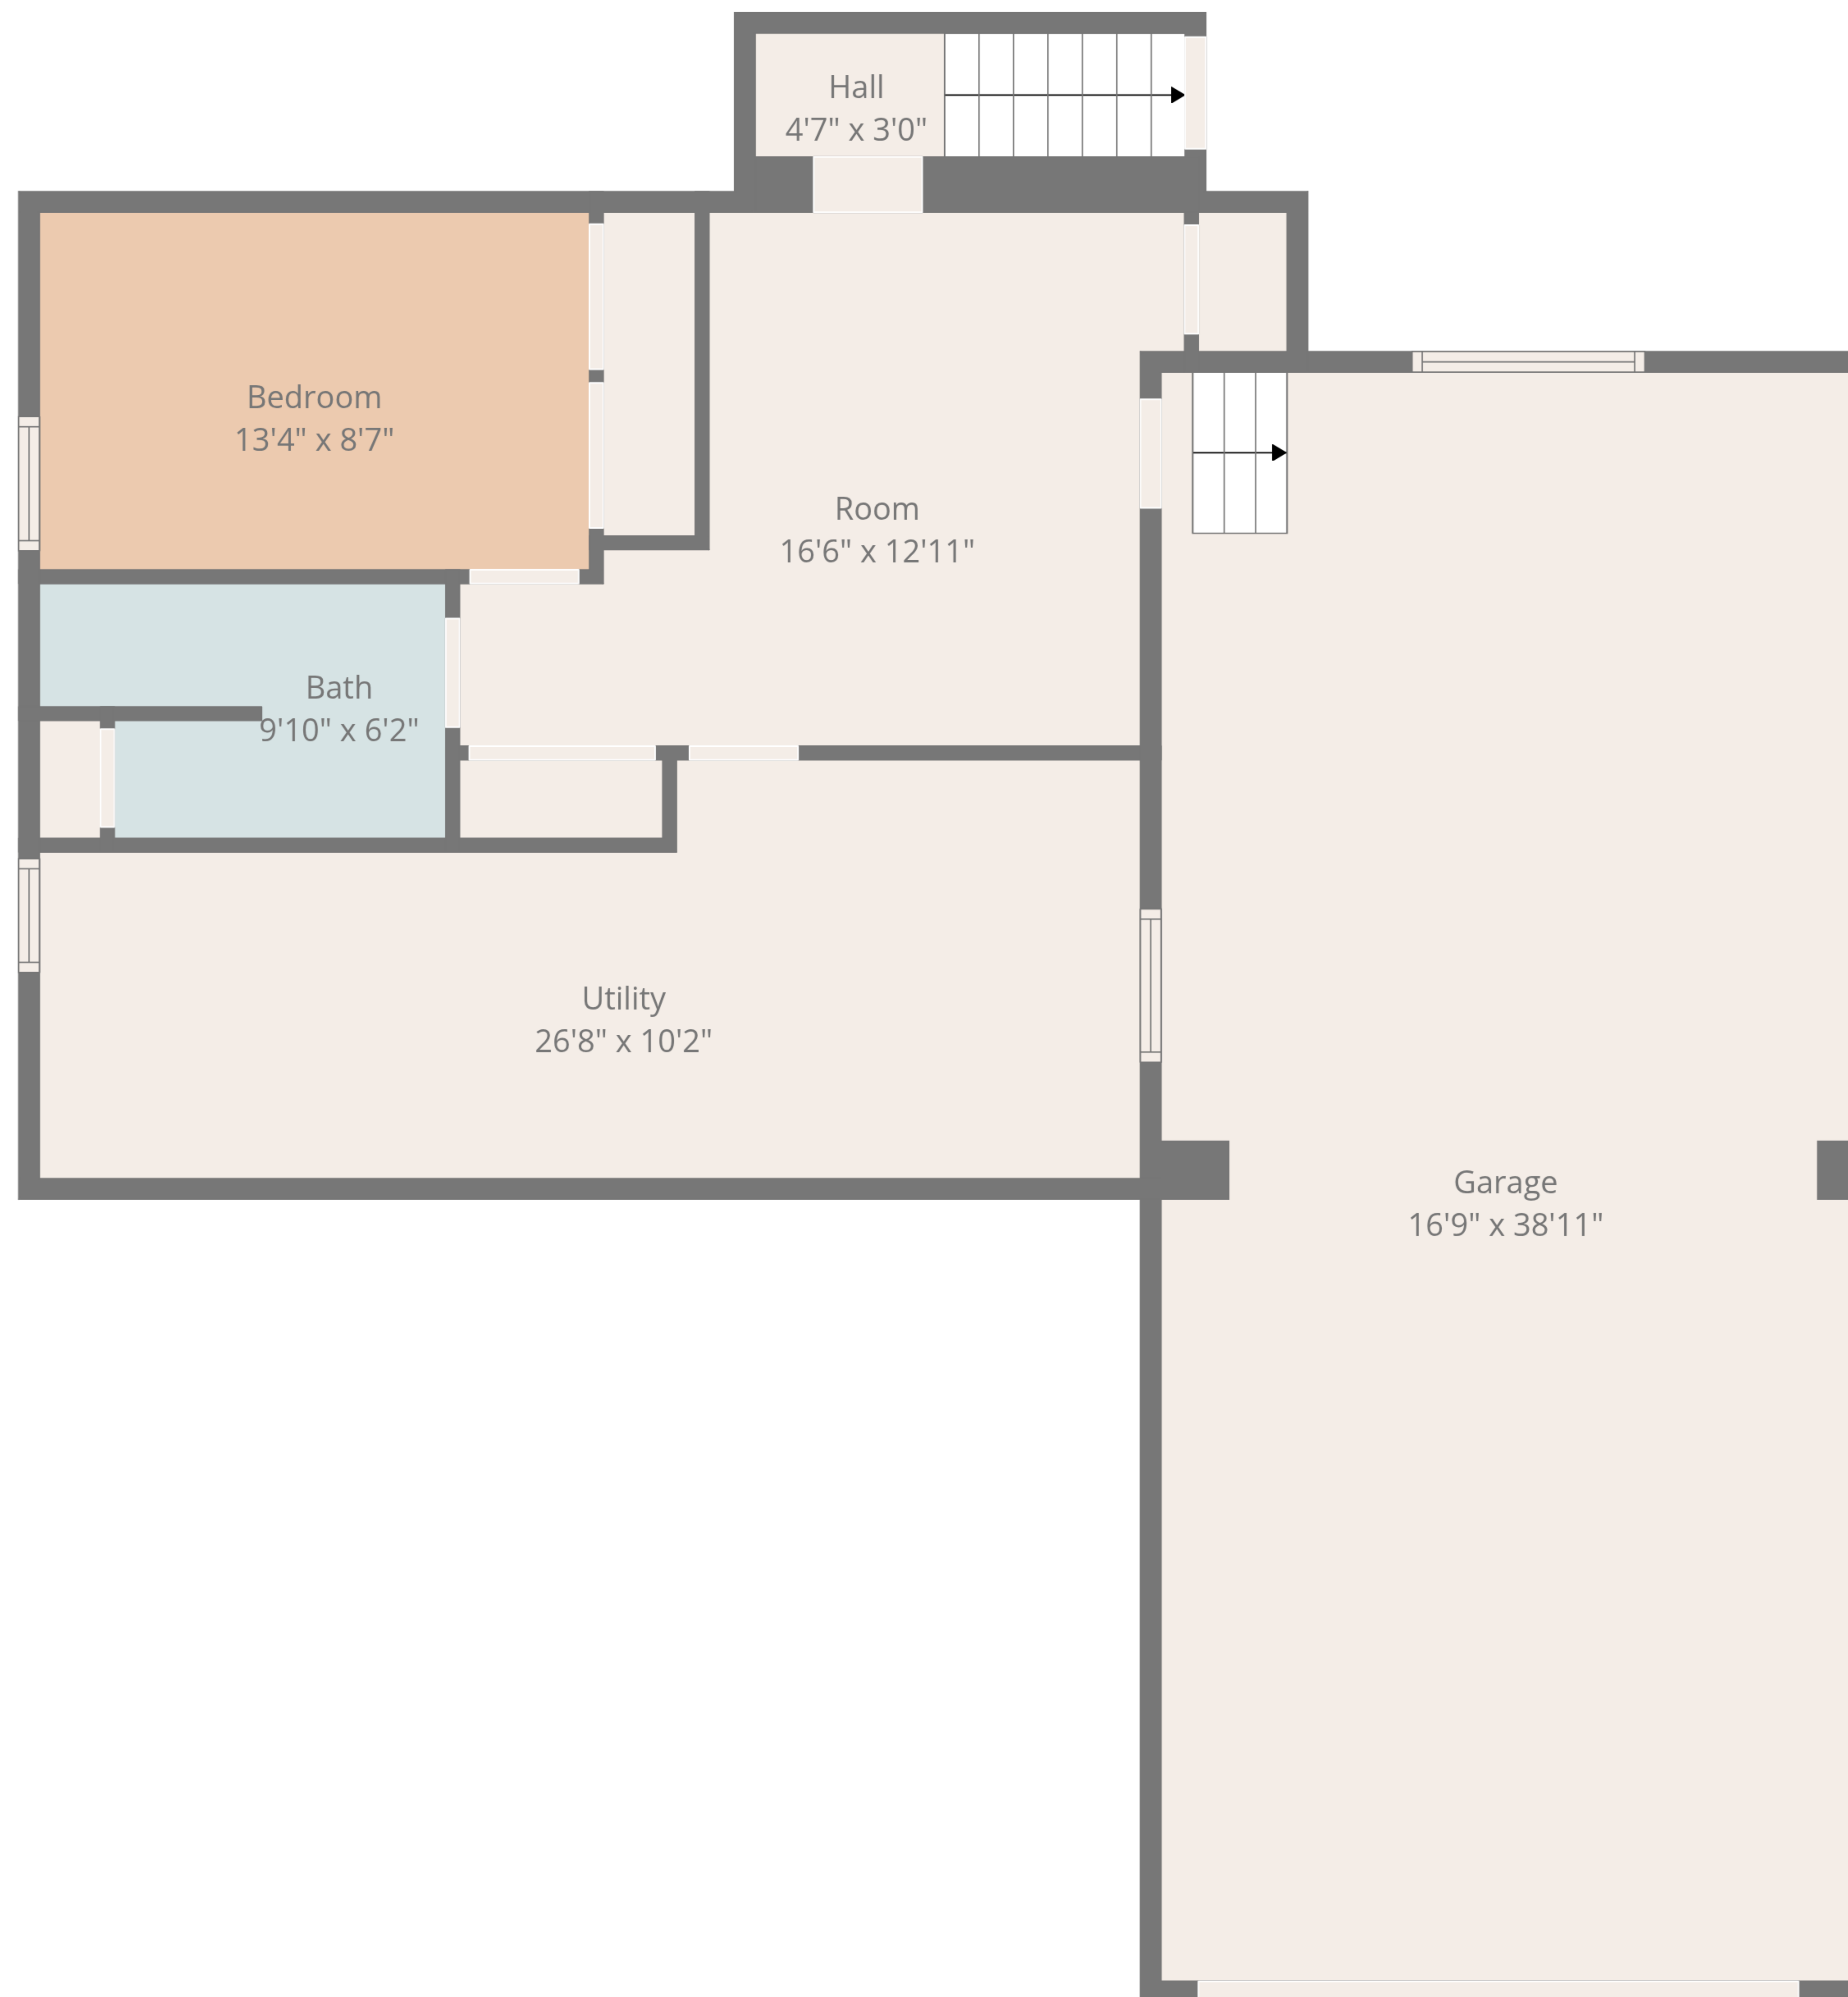 Hall
4'7" x 3'0"
Bedroom
13'4" x 8'7"
Room
16'6" x 12'11"
Bath
9'10" x 6'2"
Utility
26'8" x 10'2"
Garage
16'9" x 38'11"